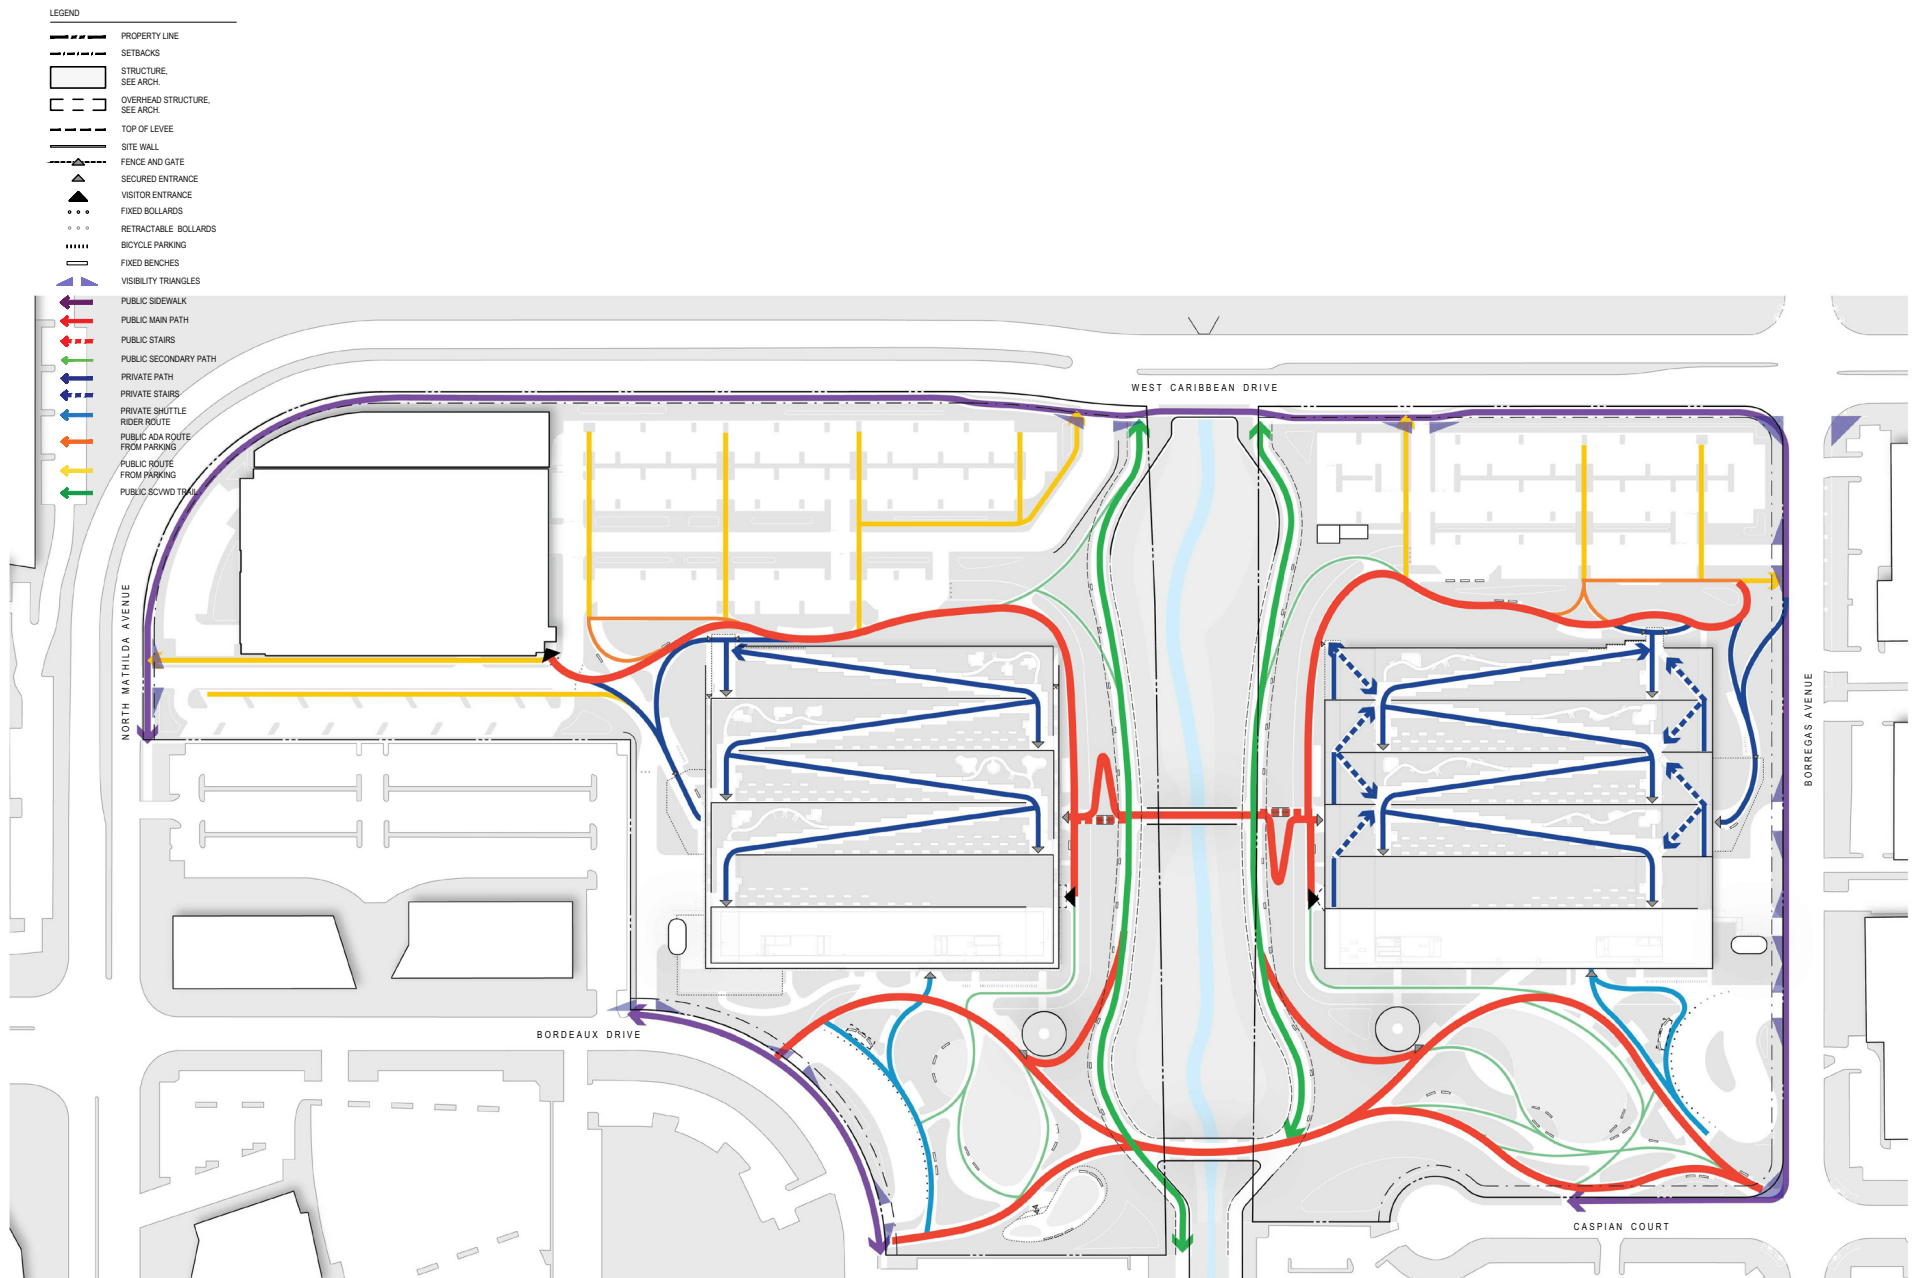 LEGEND
PROPERTY LINE
SETBACKS
STRUCTURE,
SEE ARCH.
OVERHEAD STRUCTURE,
SEE ARCH.
TOP OF LEVEE
SITE WALL
FENCE AND GATE
SECURED ENTRANCE
VISITOR ENTRANCE
FIXED BOLLARDS
RETRACTABLE BOLLARDS
BICYCLE PARKING
FIXED BENCHES
VISIBILITY TRIANGLES
PUBLIC SIDEWALK
PUBLIC MAIN PATH
PUBLIC STAIRS
PUBLIC SECONDARY PATH
PRIVATE PATH
PRIVATE STAIRS
PRIVATE SHUTTLE
RIDER ROUTE
PUBLIC ADA ROUTE
FROM PARKING
PUBLIC ROUTE
FROM PARKING
PUBLIC SCVWD TRAIL
WEST CARIBBEAN DRIVE
NORTH MATHILDA AVENUE
BORREGAS AVENUE
BORDEAUX DRIVE
CASPIAN COURT